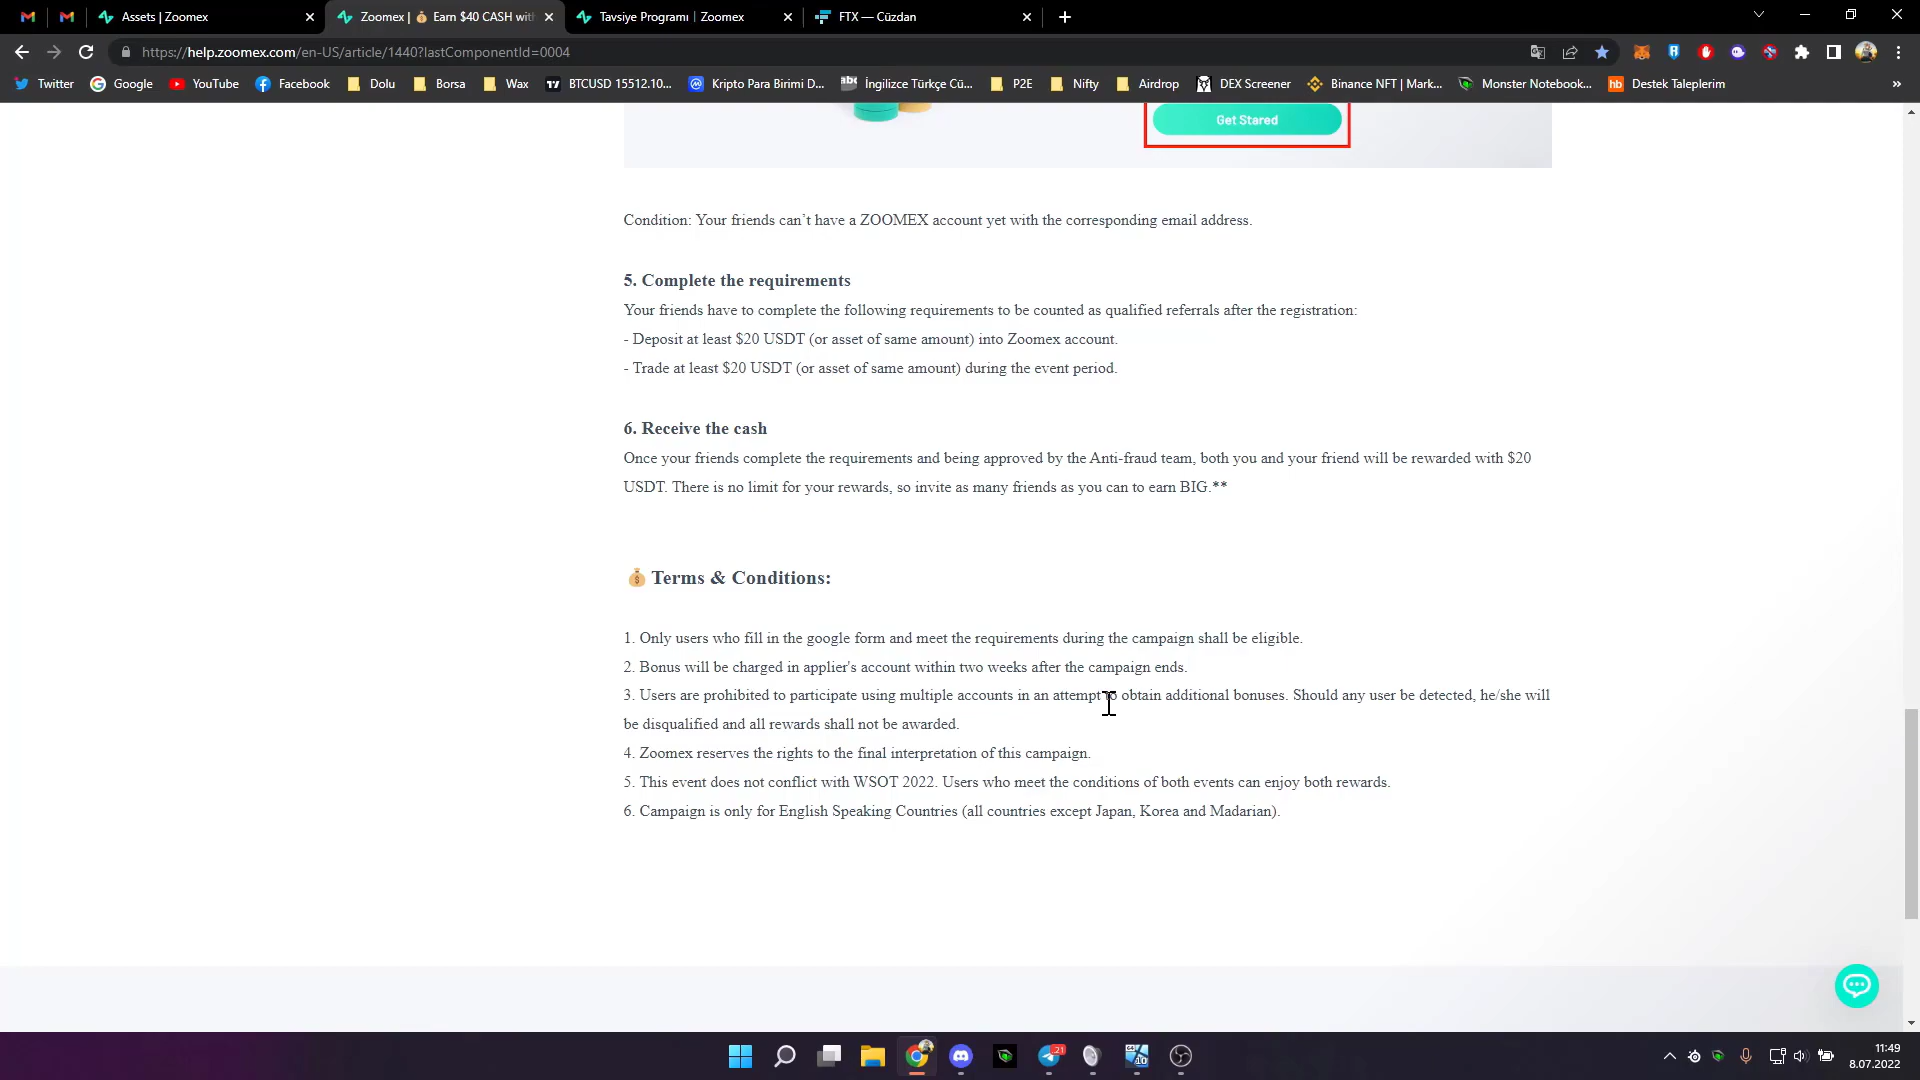 Assets | Zoomex
Zoomex | 💰 Earn $40 CASH with
Tavsiye Programı | Zoomex
FTX — Cüzdan
https://help.zoomex.com/en-US/article/1440?lastComponentId=0004
Twitter
Google
YouTube
Facebook
Dolu
Borsa
Wax
BTCUSD 15512.10...
Kripto Para Birimi D...
İngilizce Türkçe Cü...
P2E
Nifty
Airdrop
DEX Screener
Binance NFT | Mark...
Monster Notebook...
Destek Taleplerim
»
Get Stared
Condition: Your friends can’t have a ZOOMEX account yet with the corresponding email address.
5. Complete the requirements
Your friends have to complete the following requirements to be counted as qualified referrals after the registration:
- Deposit at least $20 USDT (or asset of same amount) into Zoomex account.
- Trade at least $20 USDT (or asset of same amount) during the event period.
6. Receive the cash
Once your friends complete the requirements and being approved by the Anti-fraud team, both you and your friend will be rewarded with $20
USDT. There is no limit for your rewards, so invite as many friends as you can to earn BIG.**
💰 Terms & Conditions:
1. Only users who fill in the google form and meet the requirements during the campaign shall be eligible.
2. Bonus will be charged in applier's account within two weeks after the campaign ends.
3. Users are prohibited to participate using multiple accounts in an attempt to obtain additional bonuses. Should any user be detected, he/she will
be disqualified and all rewards shall not be awarded.
4. Zoomex reserves the rights to the final interpretation of this campaign.
5. This event does not conflict with WSOT 2022. Users who meet the conditions of both events can enjoy both rewards.
6. Campaign is only for English Speaking Countries (all countries except Japan, Korea and Madarian).
21
11:49
8.07.2022